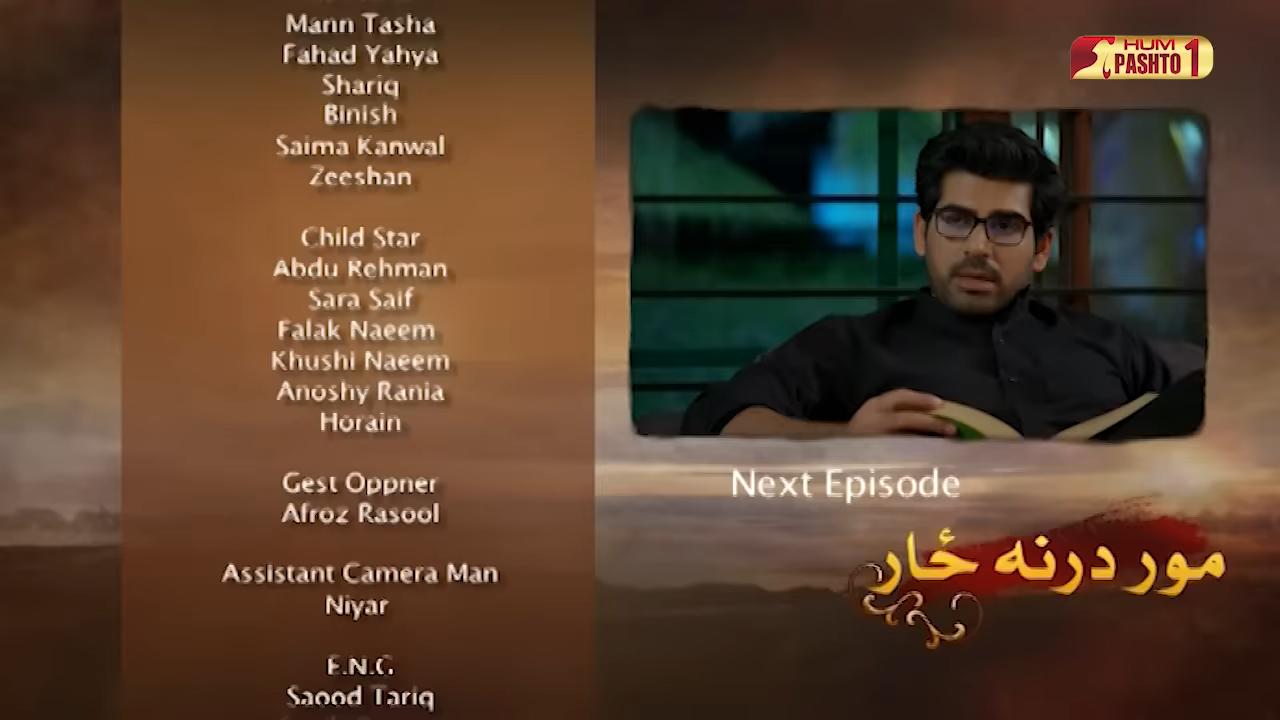 Mann Tasha
Fahad Yahya
Shariq
Binish
Saima Kanwal
Zeeshan
Child Star
Abdu Rehman
Sara Saif
Falak Naeem
Khushi Naeem
Anoshy Rania
Horain
Gest Oppner
Afroz Rasool
Assistant Camera Man
Niyar
E.N.G.
Saood Tariq
HUM
PASHTO 1
Next Episode
مور درنه ځار